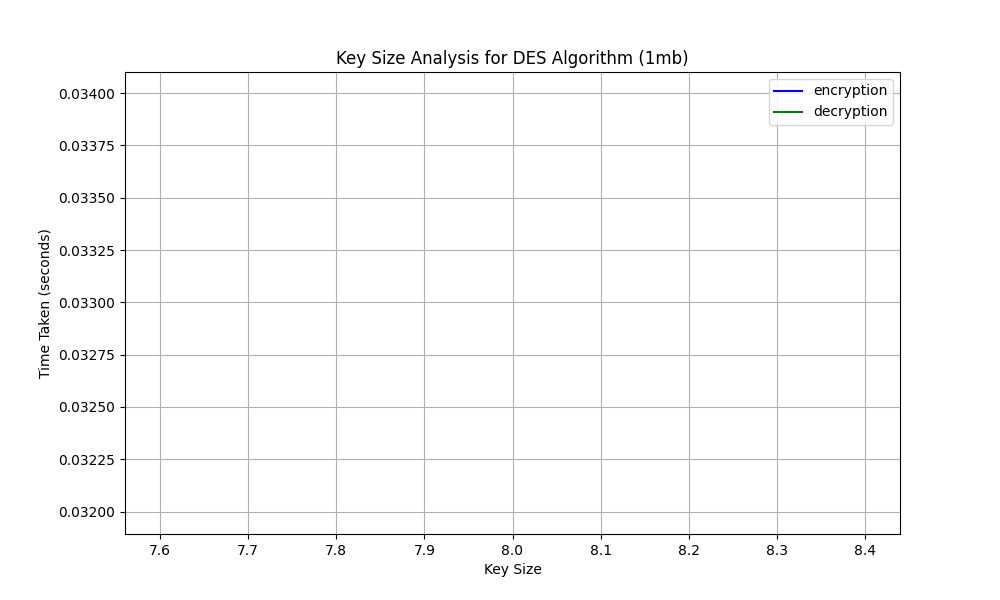 Key Size Analysis for DES Algorithm (1mb)
encryption
decryption
0.03400
0.03375
0.03350
0.03325
0.03300
0.03275
0.03250
0.03225
0.03200
Time Taken (seconds)
7.6 7.7 7.8 7.9 8.0 8.1 8.2 8.3 8.4
Key Size